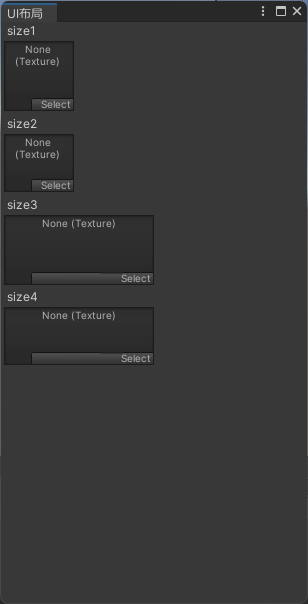 UI布局
size1
None
(Texture)
Select
size2
None
(Texture)
Select
size3
None (Texture)
Select
size4
None (Texture)
Select